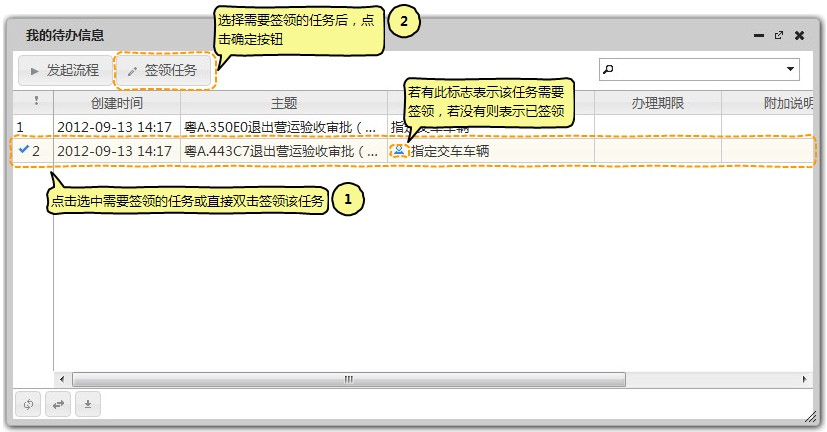 选择需要签领的任务后，点
击确定按钮
2
我的待办信息
发起流程
签领任务
若有此标志表示该任务需要
签领，若没有则表示已签领
! 创建时间 主题 办理期限 附加说明
1 2012-09-13 14:17 粤A.350E0退出营运验收审批（... 指定交车车辆
2 2012-09-13 14:17 粤A.443C7退出营运验收审批（... 指定交车车辆
点击选中需要签领的任务或直接双击签领该任务
1